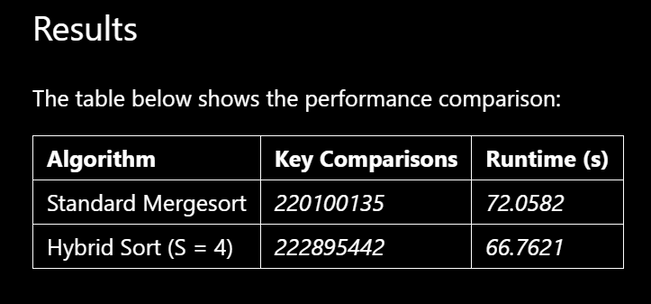 Results
The table below shows the performance comparison:
Algorithm Key Comparisons Runtime (s)
Standard Mergesort 220100135 72.0582
Hybrid Sort (S = 4) 222895442 66.7621